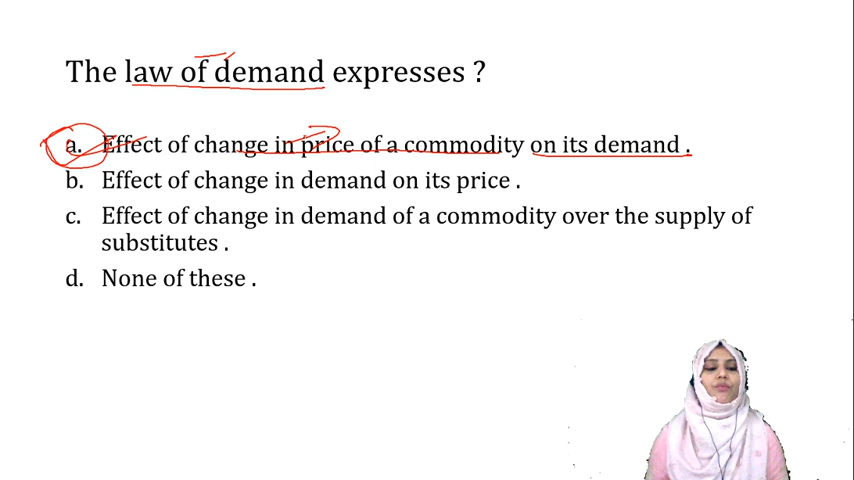 The law of demand expresses ?
a. Effect of change in price of a commodity on its demand .
b. Effect of change in demand on its price .
c. Effect of change in demand of a commodity over the supply of
substitutes .
d. None of these .